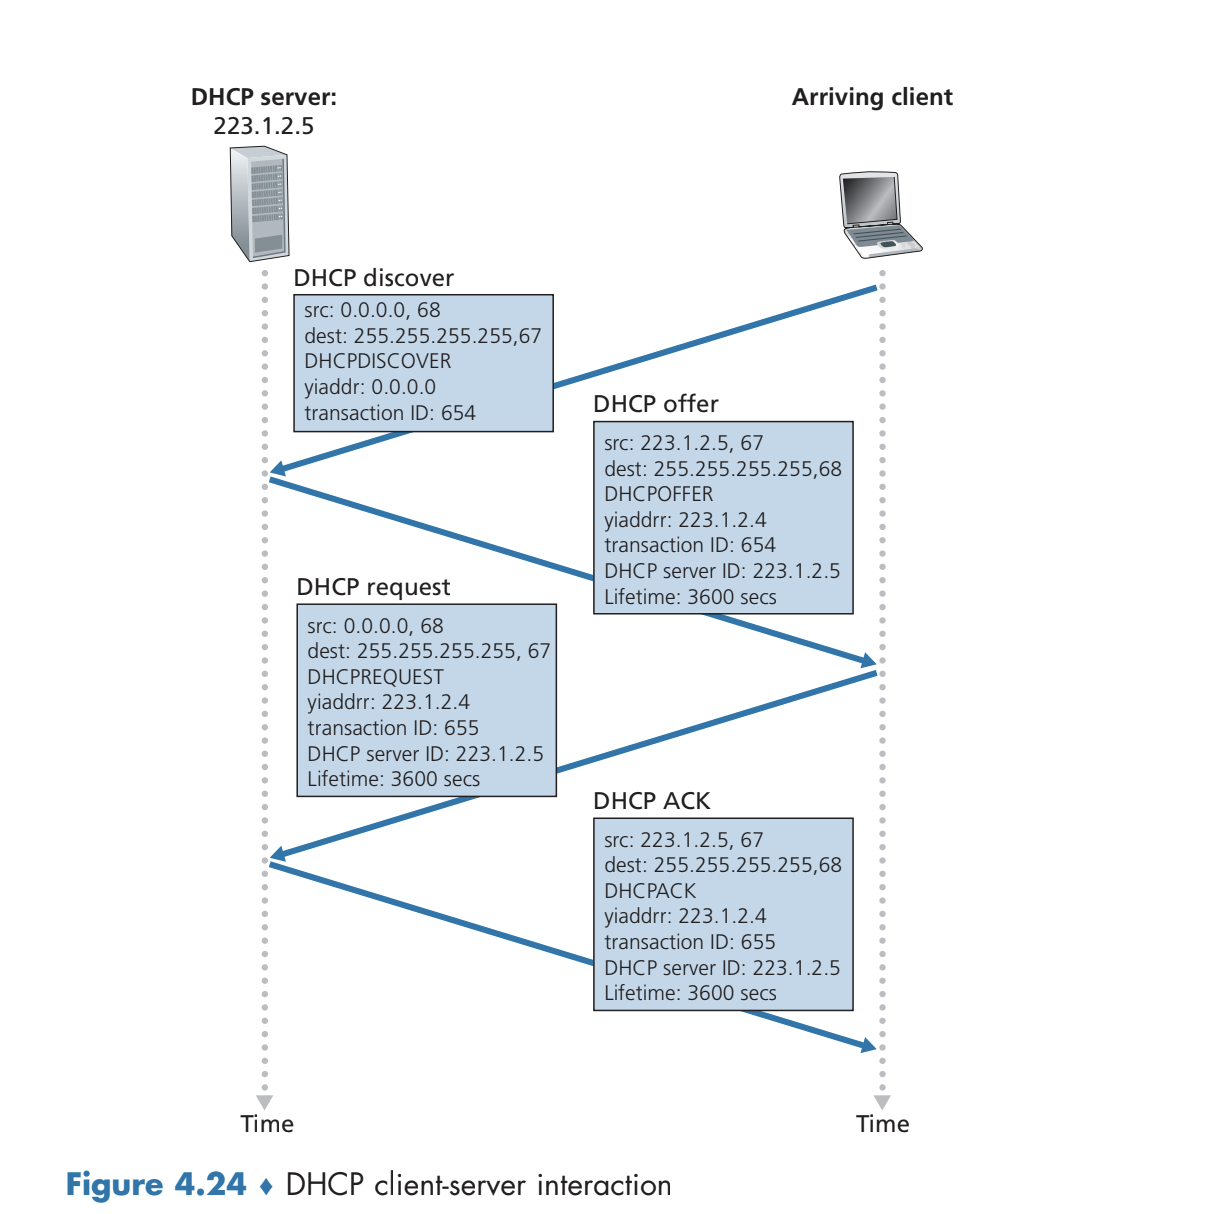 DHCP server:
223.1.2.5
Arriving client
DHCP discover
src: 0.0.0.0, 68
dest: 255.255.255.255,67
DHCPDISCOVER
yiaddr: 0.0.0.0
transaction ID: 654
DHCP offer
src: 223.1.2.5, 67
dest: 255.255.255.255,68
DHCPOFFER
yiaddrr: 223.1.2.4
transaction ID: 654
DHCP server ID: 223.1.2.5
Lifetime: 3600 secs
DHCP request
src: 0.0.0.0, 68
dest: 255.255.255.255, 67
DHCPREQUEST
yiaddrr: 223.1.2.4
transaction ID: 655
DHCP server ID: 223.1.2.5
Lifetime: 3600 secs
DHCP ACK
src: 223.1.2.5, 67
dest: 255.255.255.255,68
DHCPACK
yiaddrr: 223.1.2.4
transaction ID: 655
DHCP server ID: 223.1.2.5
Lifetime: 3600 secs
Time
Time
Figure 4.24 ♦ DHCP client-server interaction